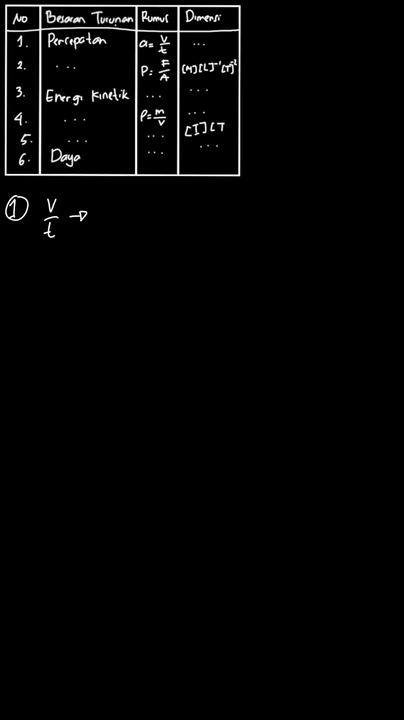 No Besaran Turunan Rumus Dimensi
1. Percepatan a = v/t ...
2. ... P = F/A [M][L]⁻¹[T]⁻²
3. Energi Kinetik ... ...
4. ... ρ = m/v ...
5. ... ... [I][T
6. Daya ... ...
① v/t →